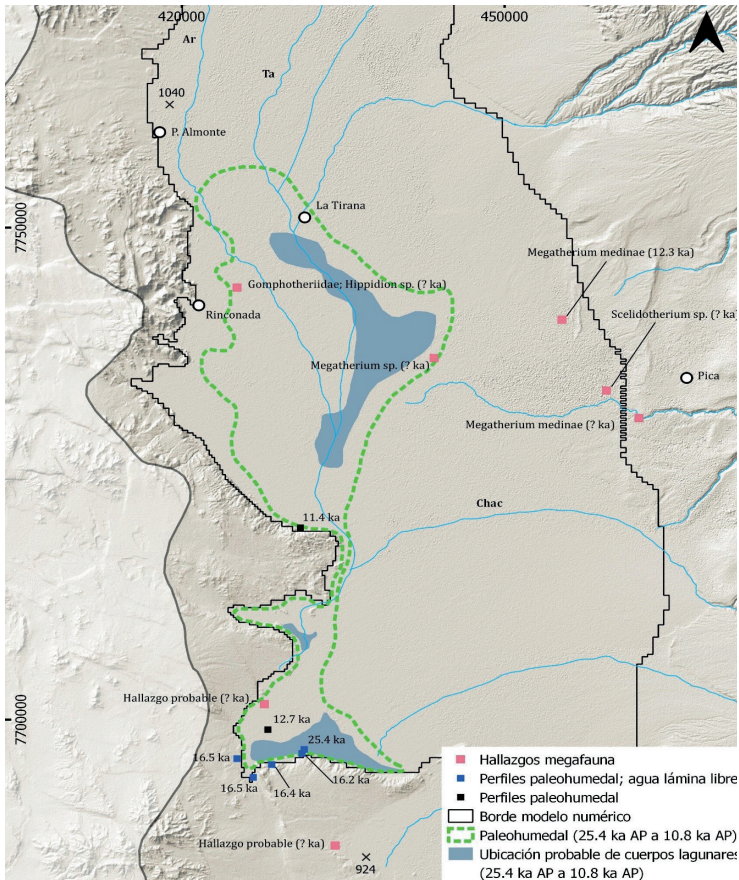 420000
450000
Ar
Ta
1040
P. Almonte
La Tirana
7750000
Megatherium medinae (12.3 ka)
Gomphotheriidae; Hippidion sp. (? ka)
Rinconada
Scelidotherium sp. (? ka)
Megatherium sp. (? ka)
Pica
Megatherium medinae (? ka)
Chac
11.4 ka
Hallazgo probable (? ka)
7700000
12.7 ka
25.4 ka
16.5 ka
16.2 ka
16.4 ka
16.5 ka
Hallazgo probable (? ka)
924
Hallazgos megafauna
Perfiles paleohumedal; agua lámina libre
Perfiles paleohumedal
Borde modelo numérico
Paleohumedal (25.4 ka AP a 10.8 ka AP)
Ubicación probable de cuerpos lagunares
(25.4 ka AP a 10.8 ka AP)